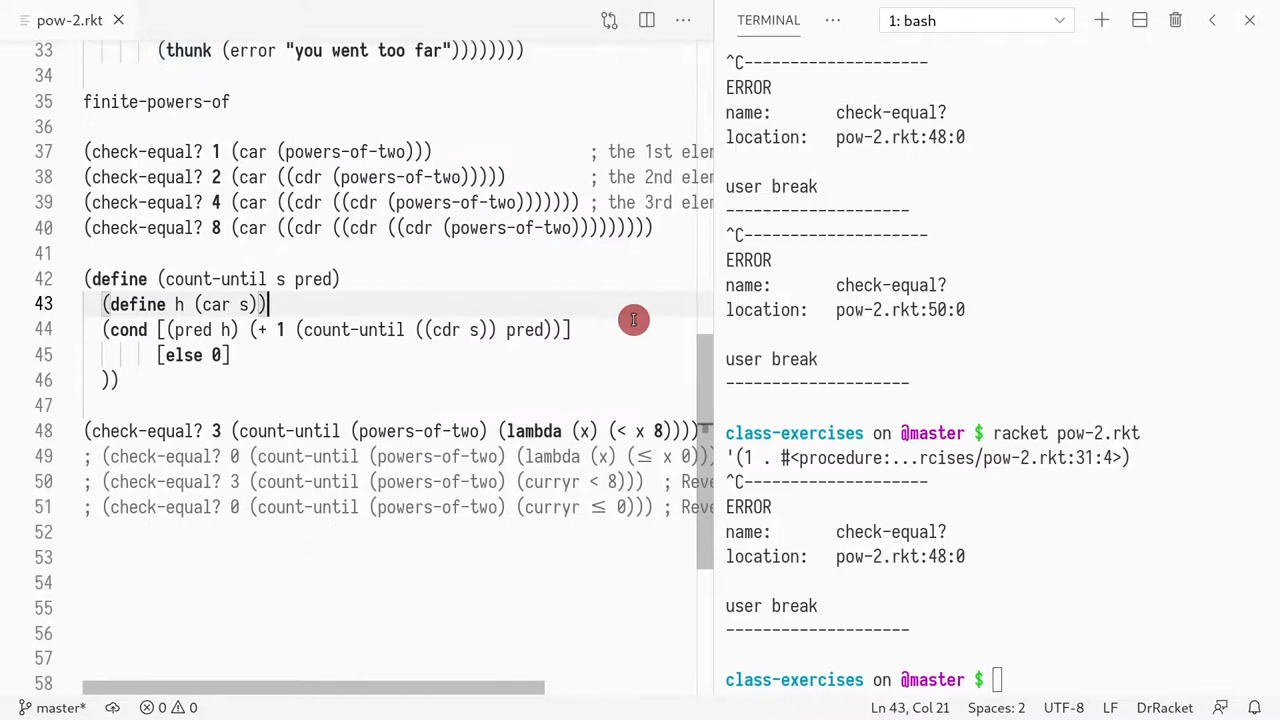 pow-2.rkt
33 (thunk (error "you went too far"))))))))
34
35 finite-powers-of
36
37 (check-equal? 1 (car (powers-of-two))) ; the 1st elem
38 (check-equal? 2 (car ((cdr (powers-of-two))))) ; the 2nd elem
39 (check-equal? 4 (car ((cdr ((cdr (powers-of-two))))))) ; the 3rd elem
40 (check-equal? 8 (car ((cdr ((cdr ((cdr (powers-of-two)))))))))
41
42 (define (count-until s pred)
43 (define h (car s))
44 (cond [(pred h) (+ 1 (count-until ((cdr s)) pred))]
45 [else 0]
46 ))
47
48 (check-equal? 3 (count-until (powers-of-two) (lambda (x) (< x 8))))
49 ; (check-equal? 0 (count-until (powers-of-two) (lambda (x) (≤ x 0)))
50 ; (check-equal? 3 (count-until (powers-of-two) (curryr < 8))) ; Reve
51 ; (check-equal? 0 (count-until (powers-of-two) (curryr ≤ 0))) ; Reve
52
53
54
55
56
57
58
TERMINAL
1: bash
^C--------------------
ERROR
name: check-equal?
location: pow-2.rkt:48:0
user break
--------------------
^C--------------------
ERROR
name: check-equal?
location: pow-2.rkt:50:0
user break
--------------------
class-exercises on @master $ racket pow-2.rkt
'(1 . #<procedure:...rcises/pow-2.rkt:31:4>)
^C--------------------
ERROR
name: check-equal?
location: pow-2.rkt:48:0
user break
--------------------
class-exercises on @master $
master* 0 0 Ln 43, Col 21 Spaces: 2 UTF-8 LF DrRacket